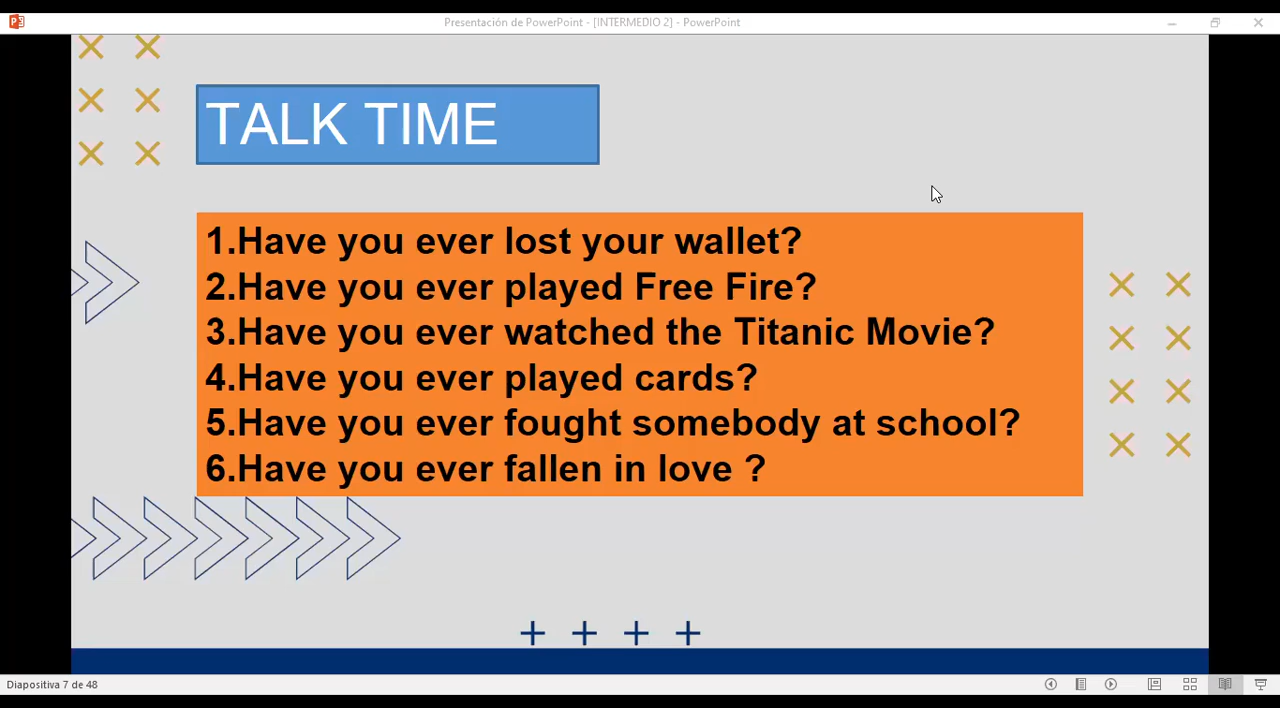 Presentación de PowerPoint - [INTERMEDIO 2] - PowerPoint
TALK TIME
1.Have you ever lost your wallet?
2.Have you ever played Free Fire?
3.Have you ever watched the Titanic Movie?
4.Have you ever played cards?
5.Have you ever fought somebody at school?
6.Have you ever fallen in love ?
Diapositiva 7 de 48